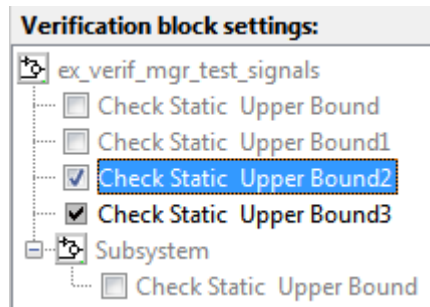 Verification block settings:
ex_verif_mgr_test_signals
Check Static  Upper Bound
Check Static  Upper Bound1
Check Static  Upper Bound2
Check Static  Upper Bound3
Subsystem
Check Static  Upper Bound